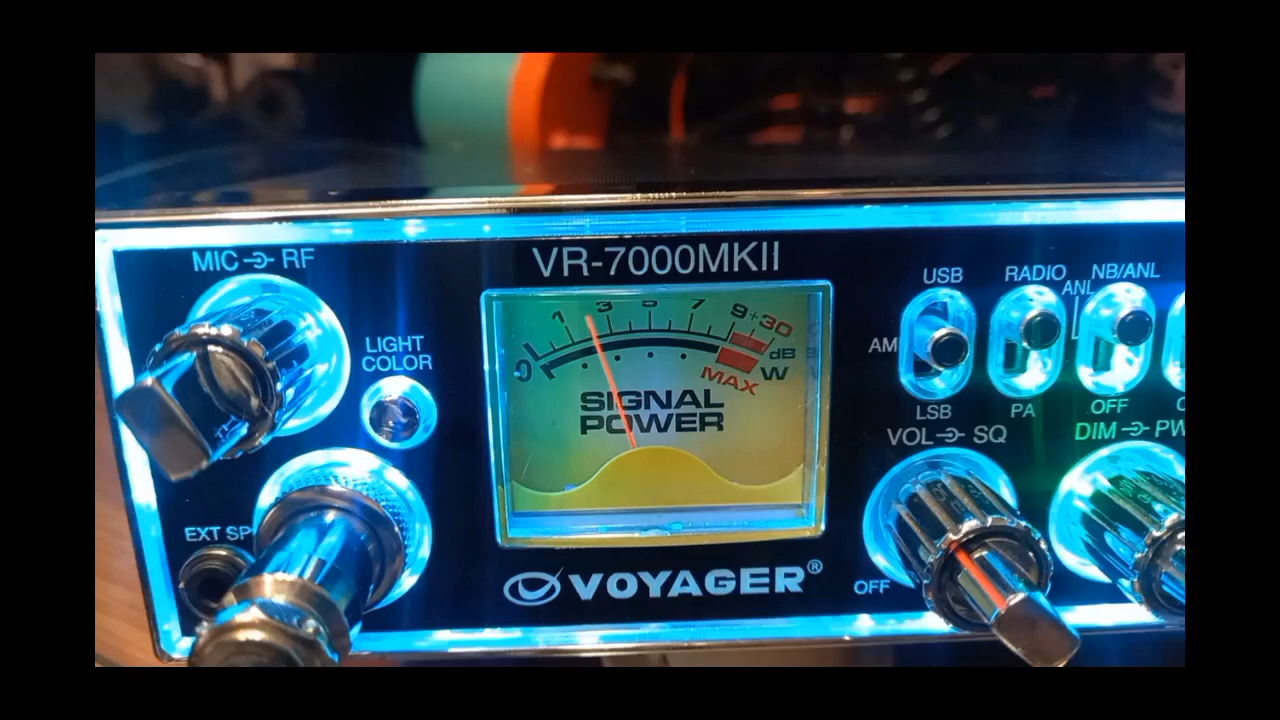 VR-7000MKII
MIC RF
LIGHT
COLOR
EXT SP
0 1 3 5 7 9 +30
dB
MAX W
SIGNAL
POWER
VOYAGER®
USB
AM
LSB
RADIO
PA
NB/ANL
ANL
OFF
VOL SQ
OFF
DIM PW